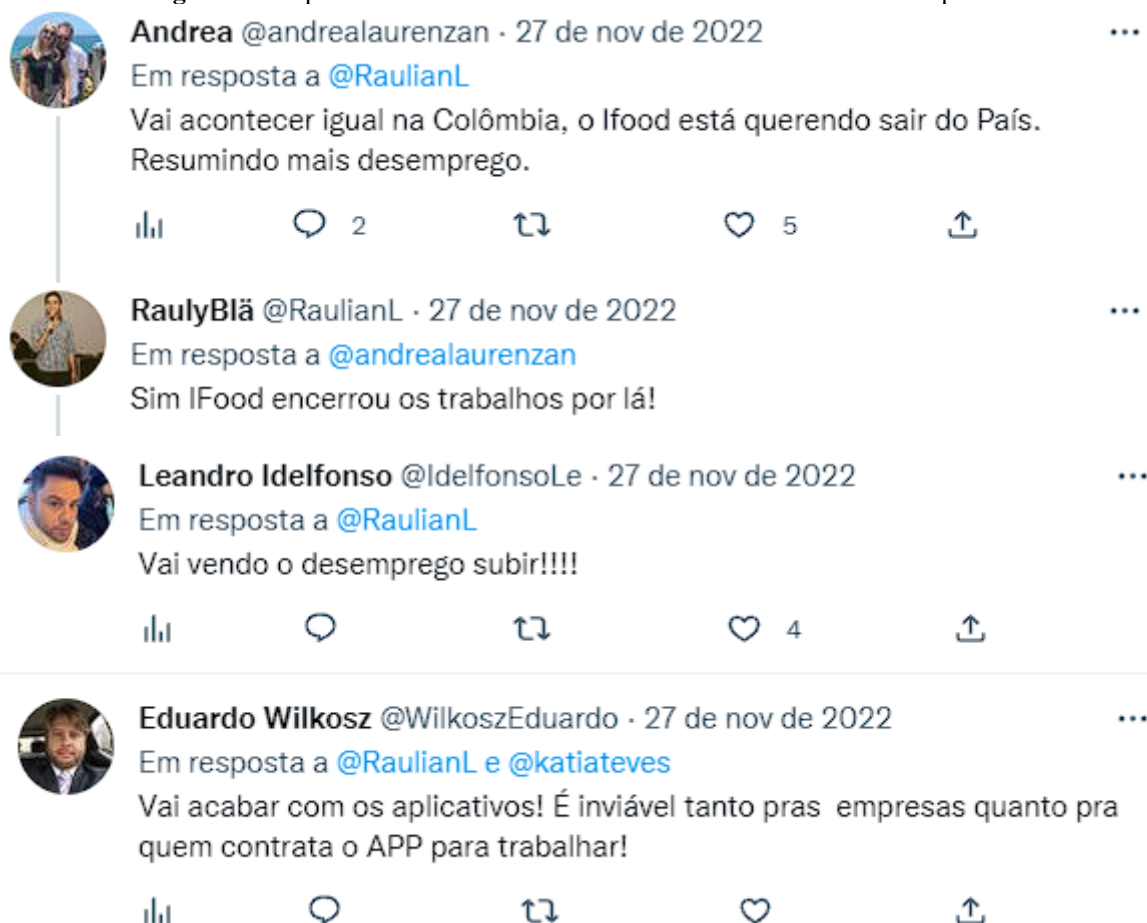 Andrea @andrealaurenzan · 27 de nov de 2022
Em resposta a @RaulianL
Vai acontecer igual na Colômbia, o Ifood está querendo sair do País.
Resumindo mais desemprego.
2 5
RaulyBlä @RaulianL · 27 de nov de 2022
Em resposta a @andrealaurenzan
Sim IFood encerrou os trabalhos por lá!
Leandro Idelfonso @IdelfonsoLe · 27 de nov de 2022
Em resposta a @RaulianL
Vai vendo o desemprego subir!!!!
4
Eduardo Wilkosz @WilkoszEduardo · 27 de nov de 2022
Em resposta a @RaulianL e @katiateves
Vai acabar com os aplicativos! É inviável tanto pras  empresas quanto pra
quem contrata o APP para trabalhar!